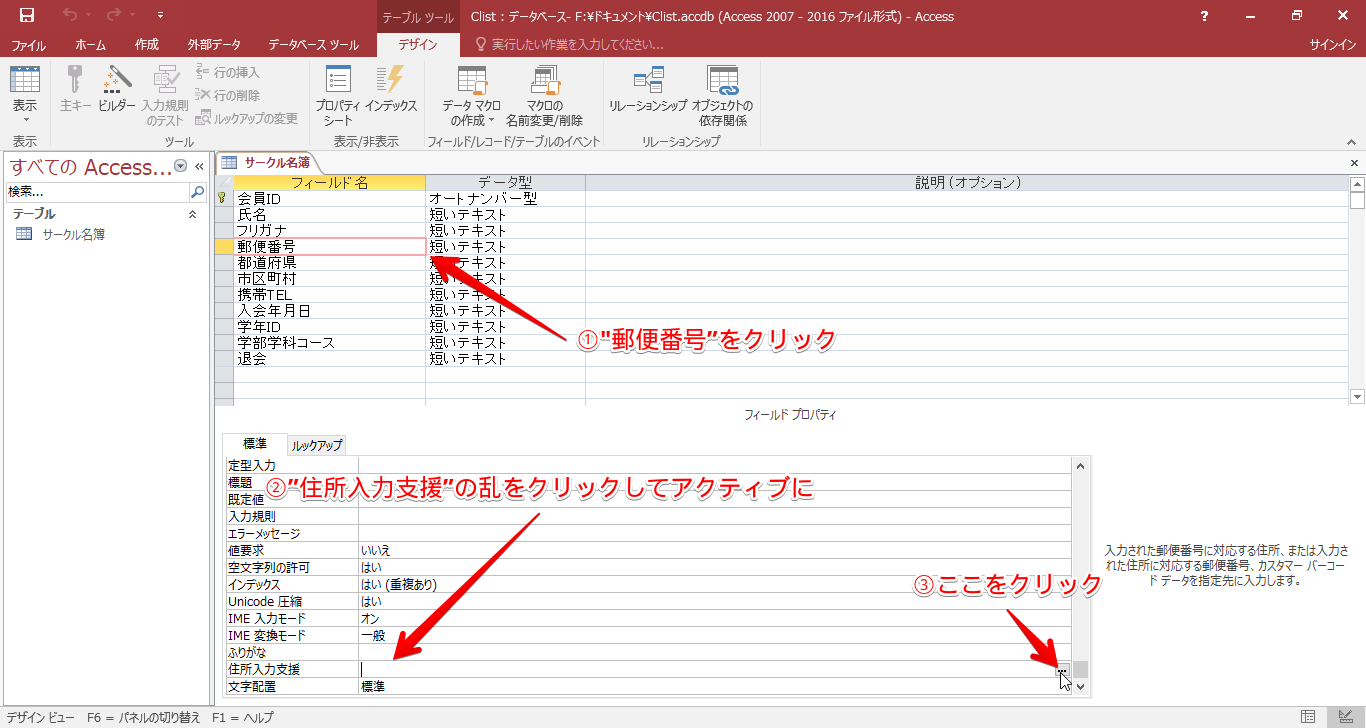 テーブル ツール
Clist : データベース- F:¥ドキュメント¥Clist.accdb (Access 2007 - 2016 ファイル形式) - Access
?
ファイル ホーム 作成 外部データ データベース ツール デザイン 実行したい作業を入力してください... サインイン
表示
主キー ビルダー 入力規則のテスト
行の挿入
行の削除
ルックアップの変更
プロパティシート インデックス
データ マクロの作成
マクロの名前変更/削除
リレーションシップ オブジェクトの依存関係
表示 ツール 表示/非表示 フィールド/レコード/テーブルのイベント リレーションシップ
すべての Access... «
検索...
テーブル
サークル名簿
サークル名簿
フィールド名 データ型 説明(オプション)
会員ID オートナンバー型
氏名 短いテキスト
フリガナ 短いテキスト
郵便番号 短いテキスト
都道府県 短いテキスト
市区町村 短いテキスト
携帯TEL 短いテキスト
入会年月日 短いテキスト
学年ID 短いテキスト
学部学科コース 短いテキスト
退会 短いテキスト
①"郵便番号”をクリック
フィールド プロパティ
標準 ルックアップ
定型入力
標題
②”住所入力支援”の乱をクリックしてアクティブに
既定値
入力規則
エラーメッセージ
値要求 いいえ
空文字列の許可 はい
インデックス はい (重複あり)
Unicode 圧縮 はい
IME 入力モード オン
IME 変換モード 一般
ふりがな
住所入力支援
文字配置 標準
③ここをクリック
...
入力された郵便番号に対応する住所、または入力さ
れた住所に対応する郵便番号、カスタマー バーコー
ド データを指定先に入力します。
デザイン ビュー F6 = パネルの切り替え F1 = ヘルプ